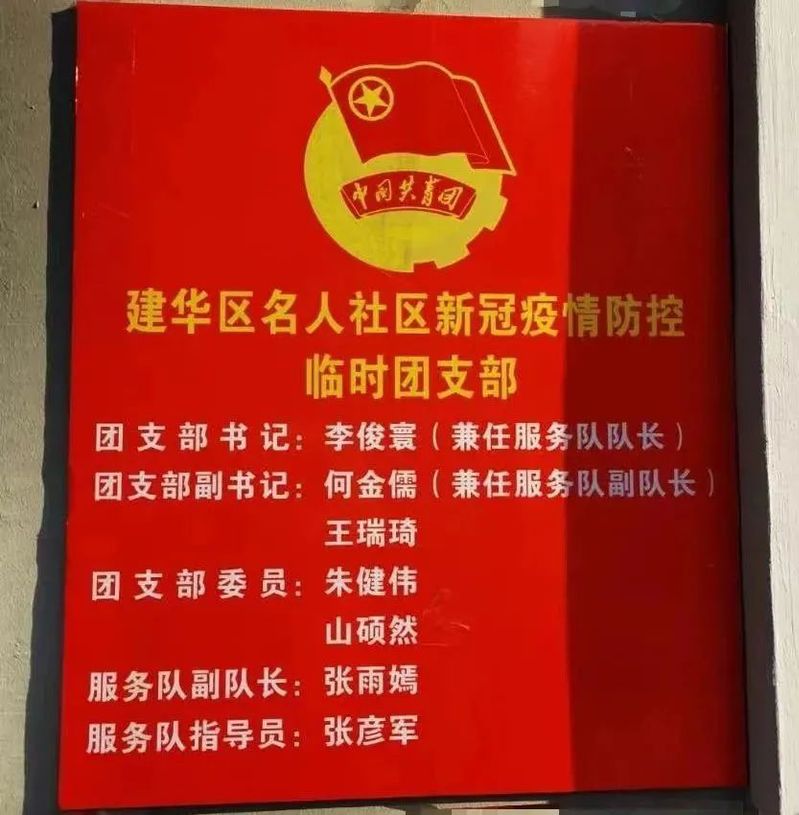 中国共青团
建华区名人社区新冠疫情防控
临时团支部
团支部书记：李俊寰（兼任服务队队长）
团支部副书记：何金儒（兼任服务队副队长）
王瑞琦
团支部委员：朱健伟
山硕然
服务队副队长：张雨嫣
服务队指导员：张彦军